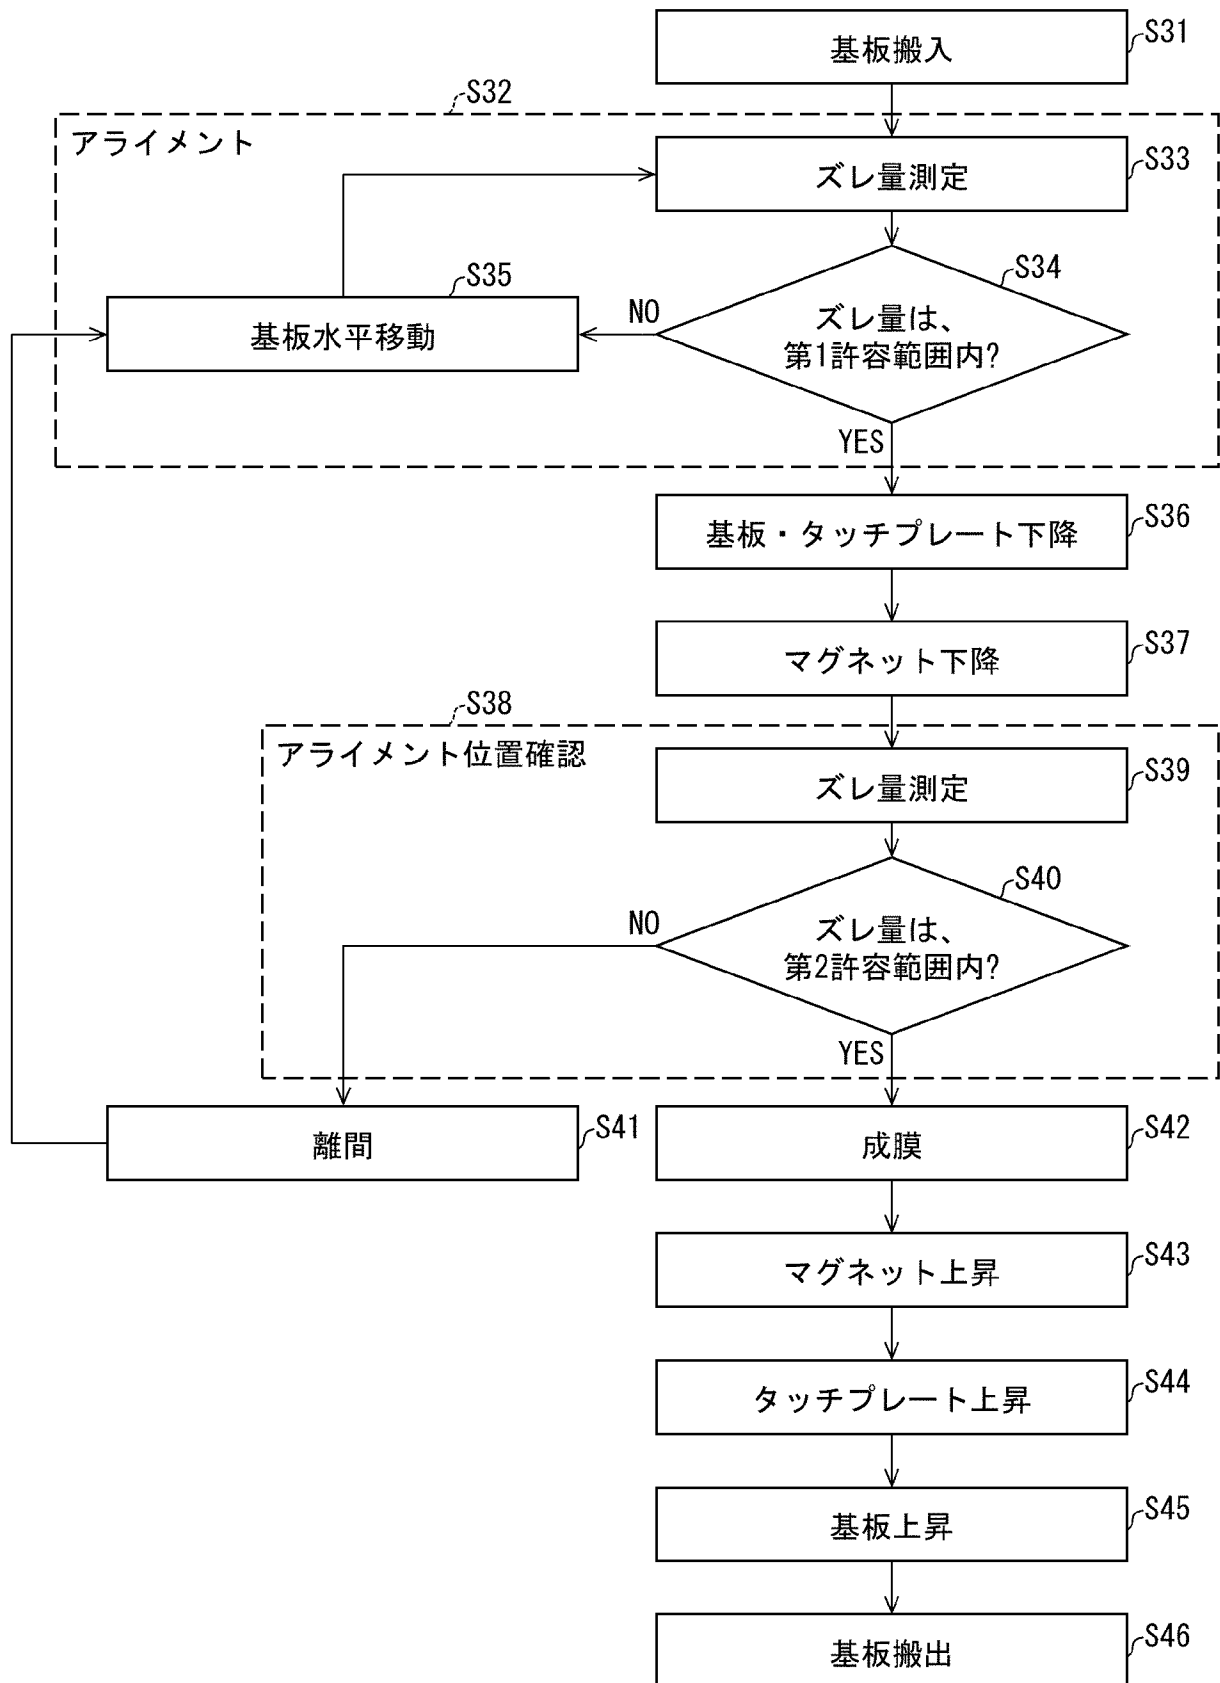 基板搬入
S31
S32
アライメント
ズレ量測定
S33
S34
ズレ量は、
第1許容範囲内?
NO
YES
S35
基板水平移動
基板・タッチプレート下降
S36
マグネット下降
S37
S38
アライメント位置確認
ズレ量測定
S39
S40
ズレ量は、
第2許容範囲内?
NO
YES
離間
S41
成膜
S42
マグネット上昇
S43
タッチプレート上昇
S44
基板上昇
S45
基板搬出
S46